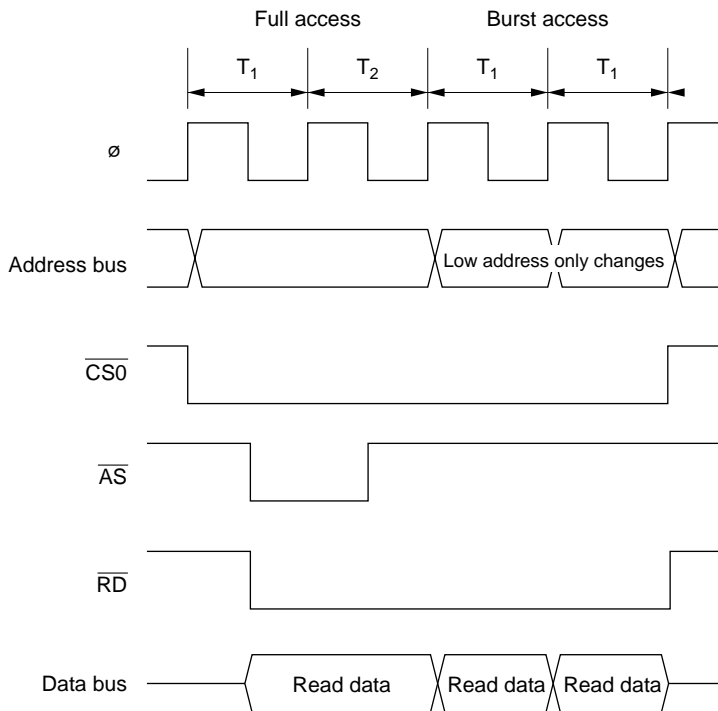 Full access Burst access
T1 T2 T1 T1
ø
Address bus Low address only changes
CS0
AS
RD
Data bus Read data Read data Read data